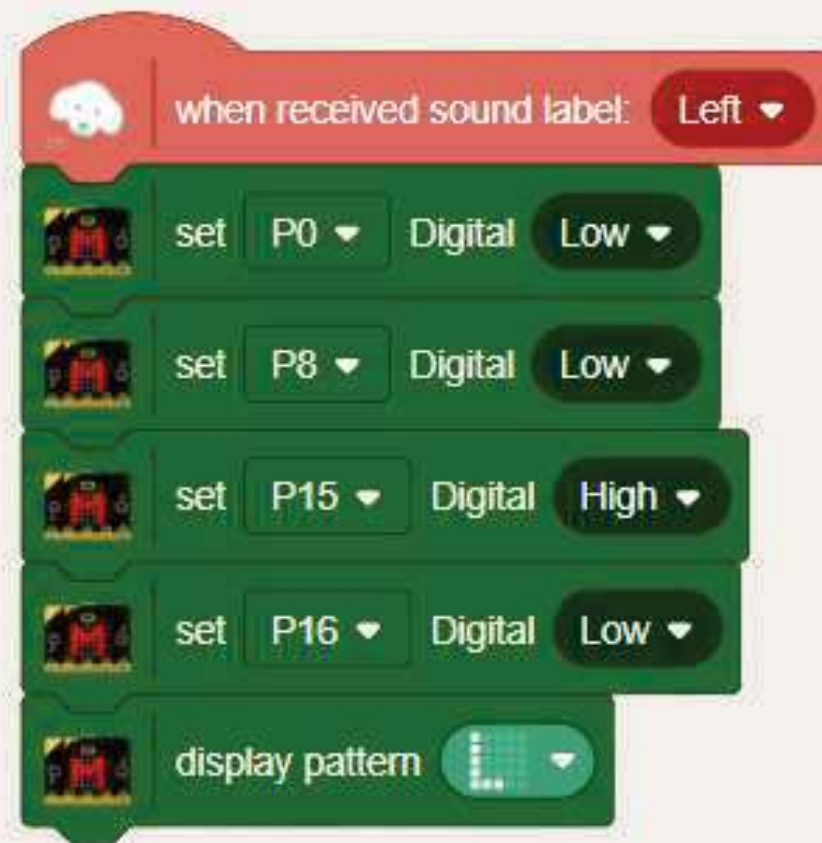 when received sound label: Left
set P0 Digital Low
set P8 Digital Low
set P15 Digital High
set P16 Digital Low
display pattern